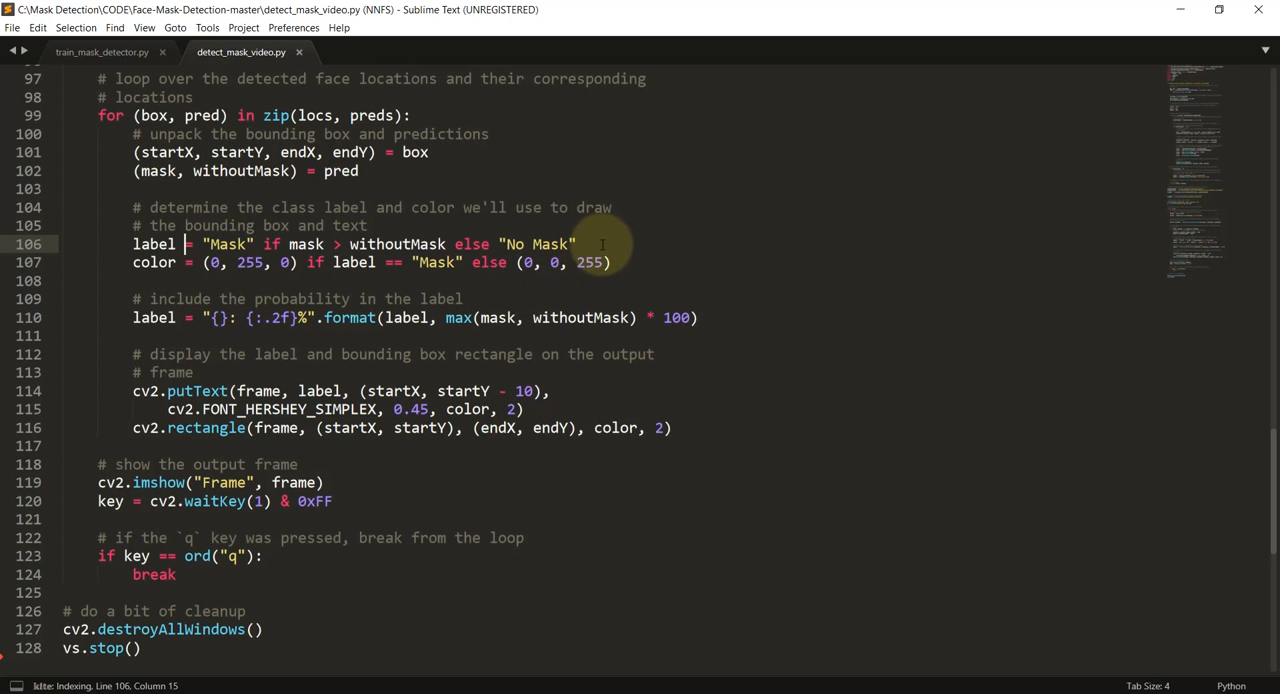 C:\Mask Detection\CODE\Face-Mask-Detection-master\detect_mask_video.py (NNFS) - Sublime Text (UNREGISTERED)
File Edit Selection Find View Goto Tools Project Preferences Help
train_mask_detector.py × detect_mask_video.py ×
97 # loop over the detected face locations and their corresponding
98 # locations
99 for (box, pred) in zip(locs, preds):
100 # unpack the bounding box and predictions
101 (startX, startY, endX, endY) = box
102 (mask, withoutMask) = pred
103
104 # determine the class label and color we'll use to draw
105 # the bounding box and text
106 label = "Mask" if mask > withoutMask else "No Mask"
107 color = (0, 255, 0) if label == "Mask" else (0, 0, 255)
108
109 # include the probability in the label
110 label = "{}: {:.2f}%".format(label, max(mask, withoutMask) * 100)
111
112 # display the label and bounding box rectangle on the output
113 # frame
114 cv2.putText(frame, label, (startX, startY - 10),
115 cv2.FONT_HERSHEY_SIMPLEX, 0.45, color, 2)
116 cv2.rectangle(frame, (startX, startY), (endX, endY), color, 2)
117
118 # show the output frame
119 cv2.imshow("Frame", frame)
120 key = cv2.waitKey(1) & 0xFF
121
122 # if the `q` key was pressed, break from the loop
123 if key == ord("q"):
124 break
125
126 # do a bit of cleanup
127 cv2.destroyAllWindows()
128 vs.stop()
kite: Indexing, Line 106, Column 15 Tab Size: 4 Python